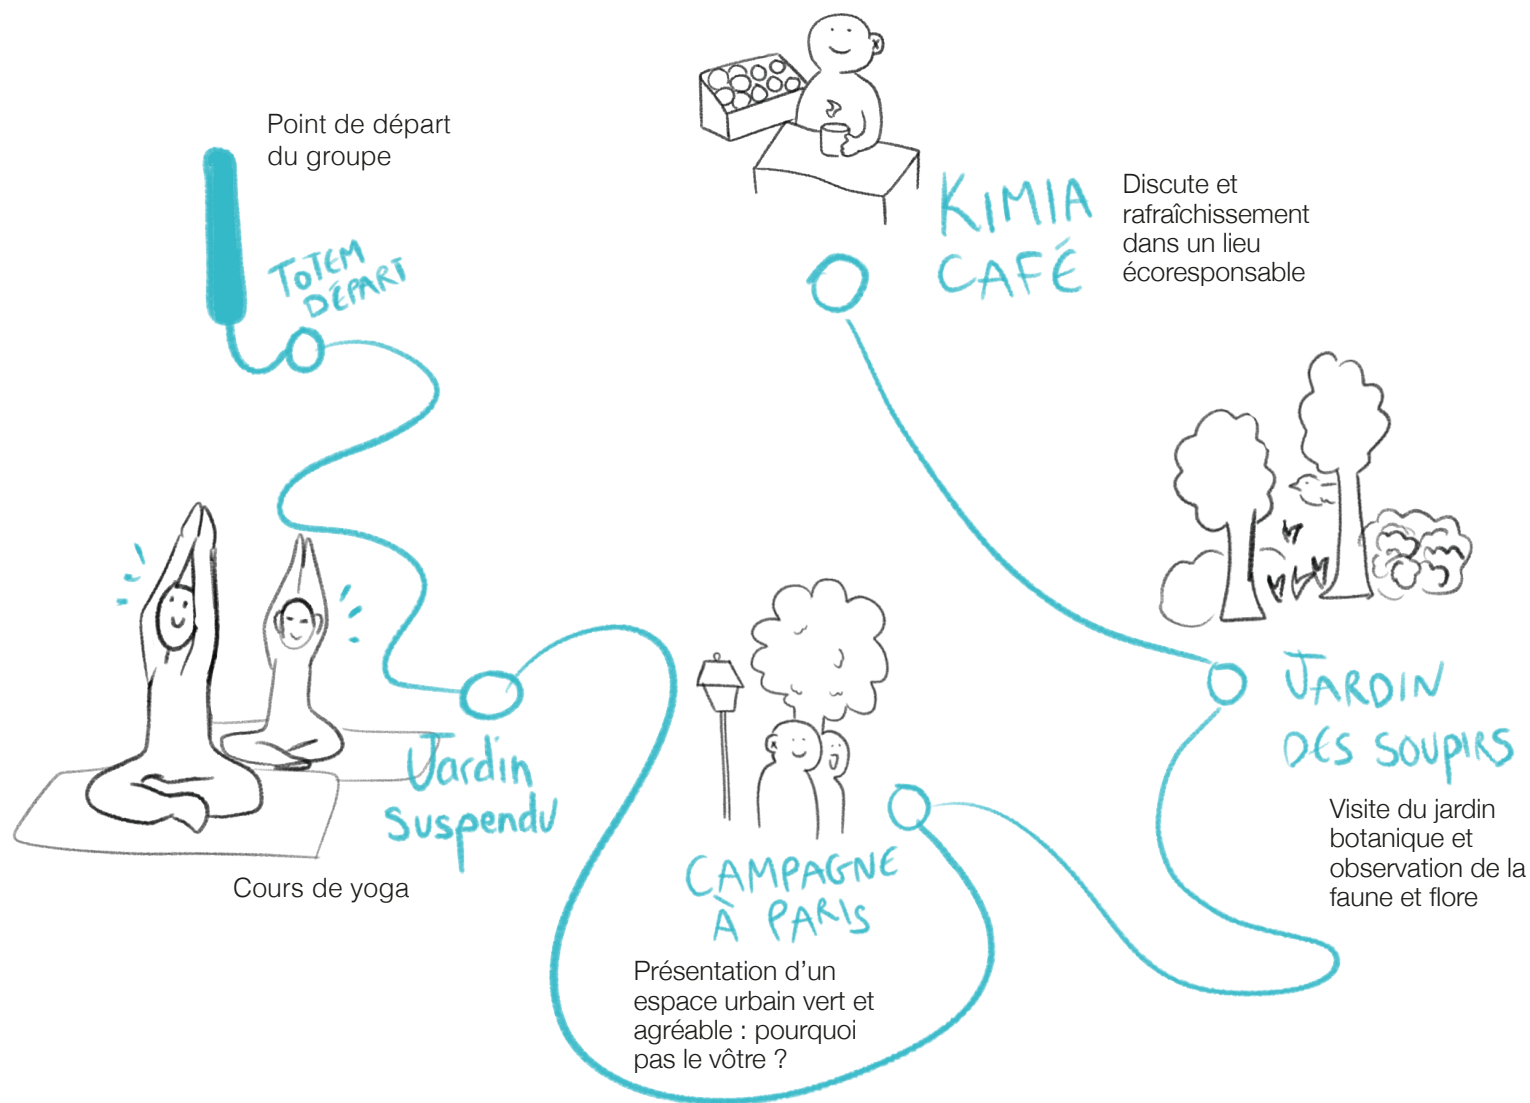 Point de départ
du groupe
TOTEM
DÉPART
Jardin
suspendu
Cours de yoga
CAMPAGNE
À PARIS
Présentation d’un
espace urbain vert et
agréable : pourquoi
pas le vôtre ?
JARDIN
DES SOUPIRS
Visite du jardin
botanique et
observation de la
faune et flore
KIMIA
CAFÉ
Discute et
rafraîchissement
dans un lieu
écoresponsable